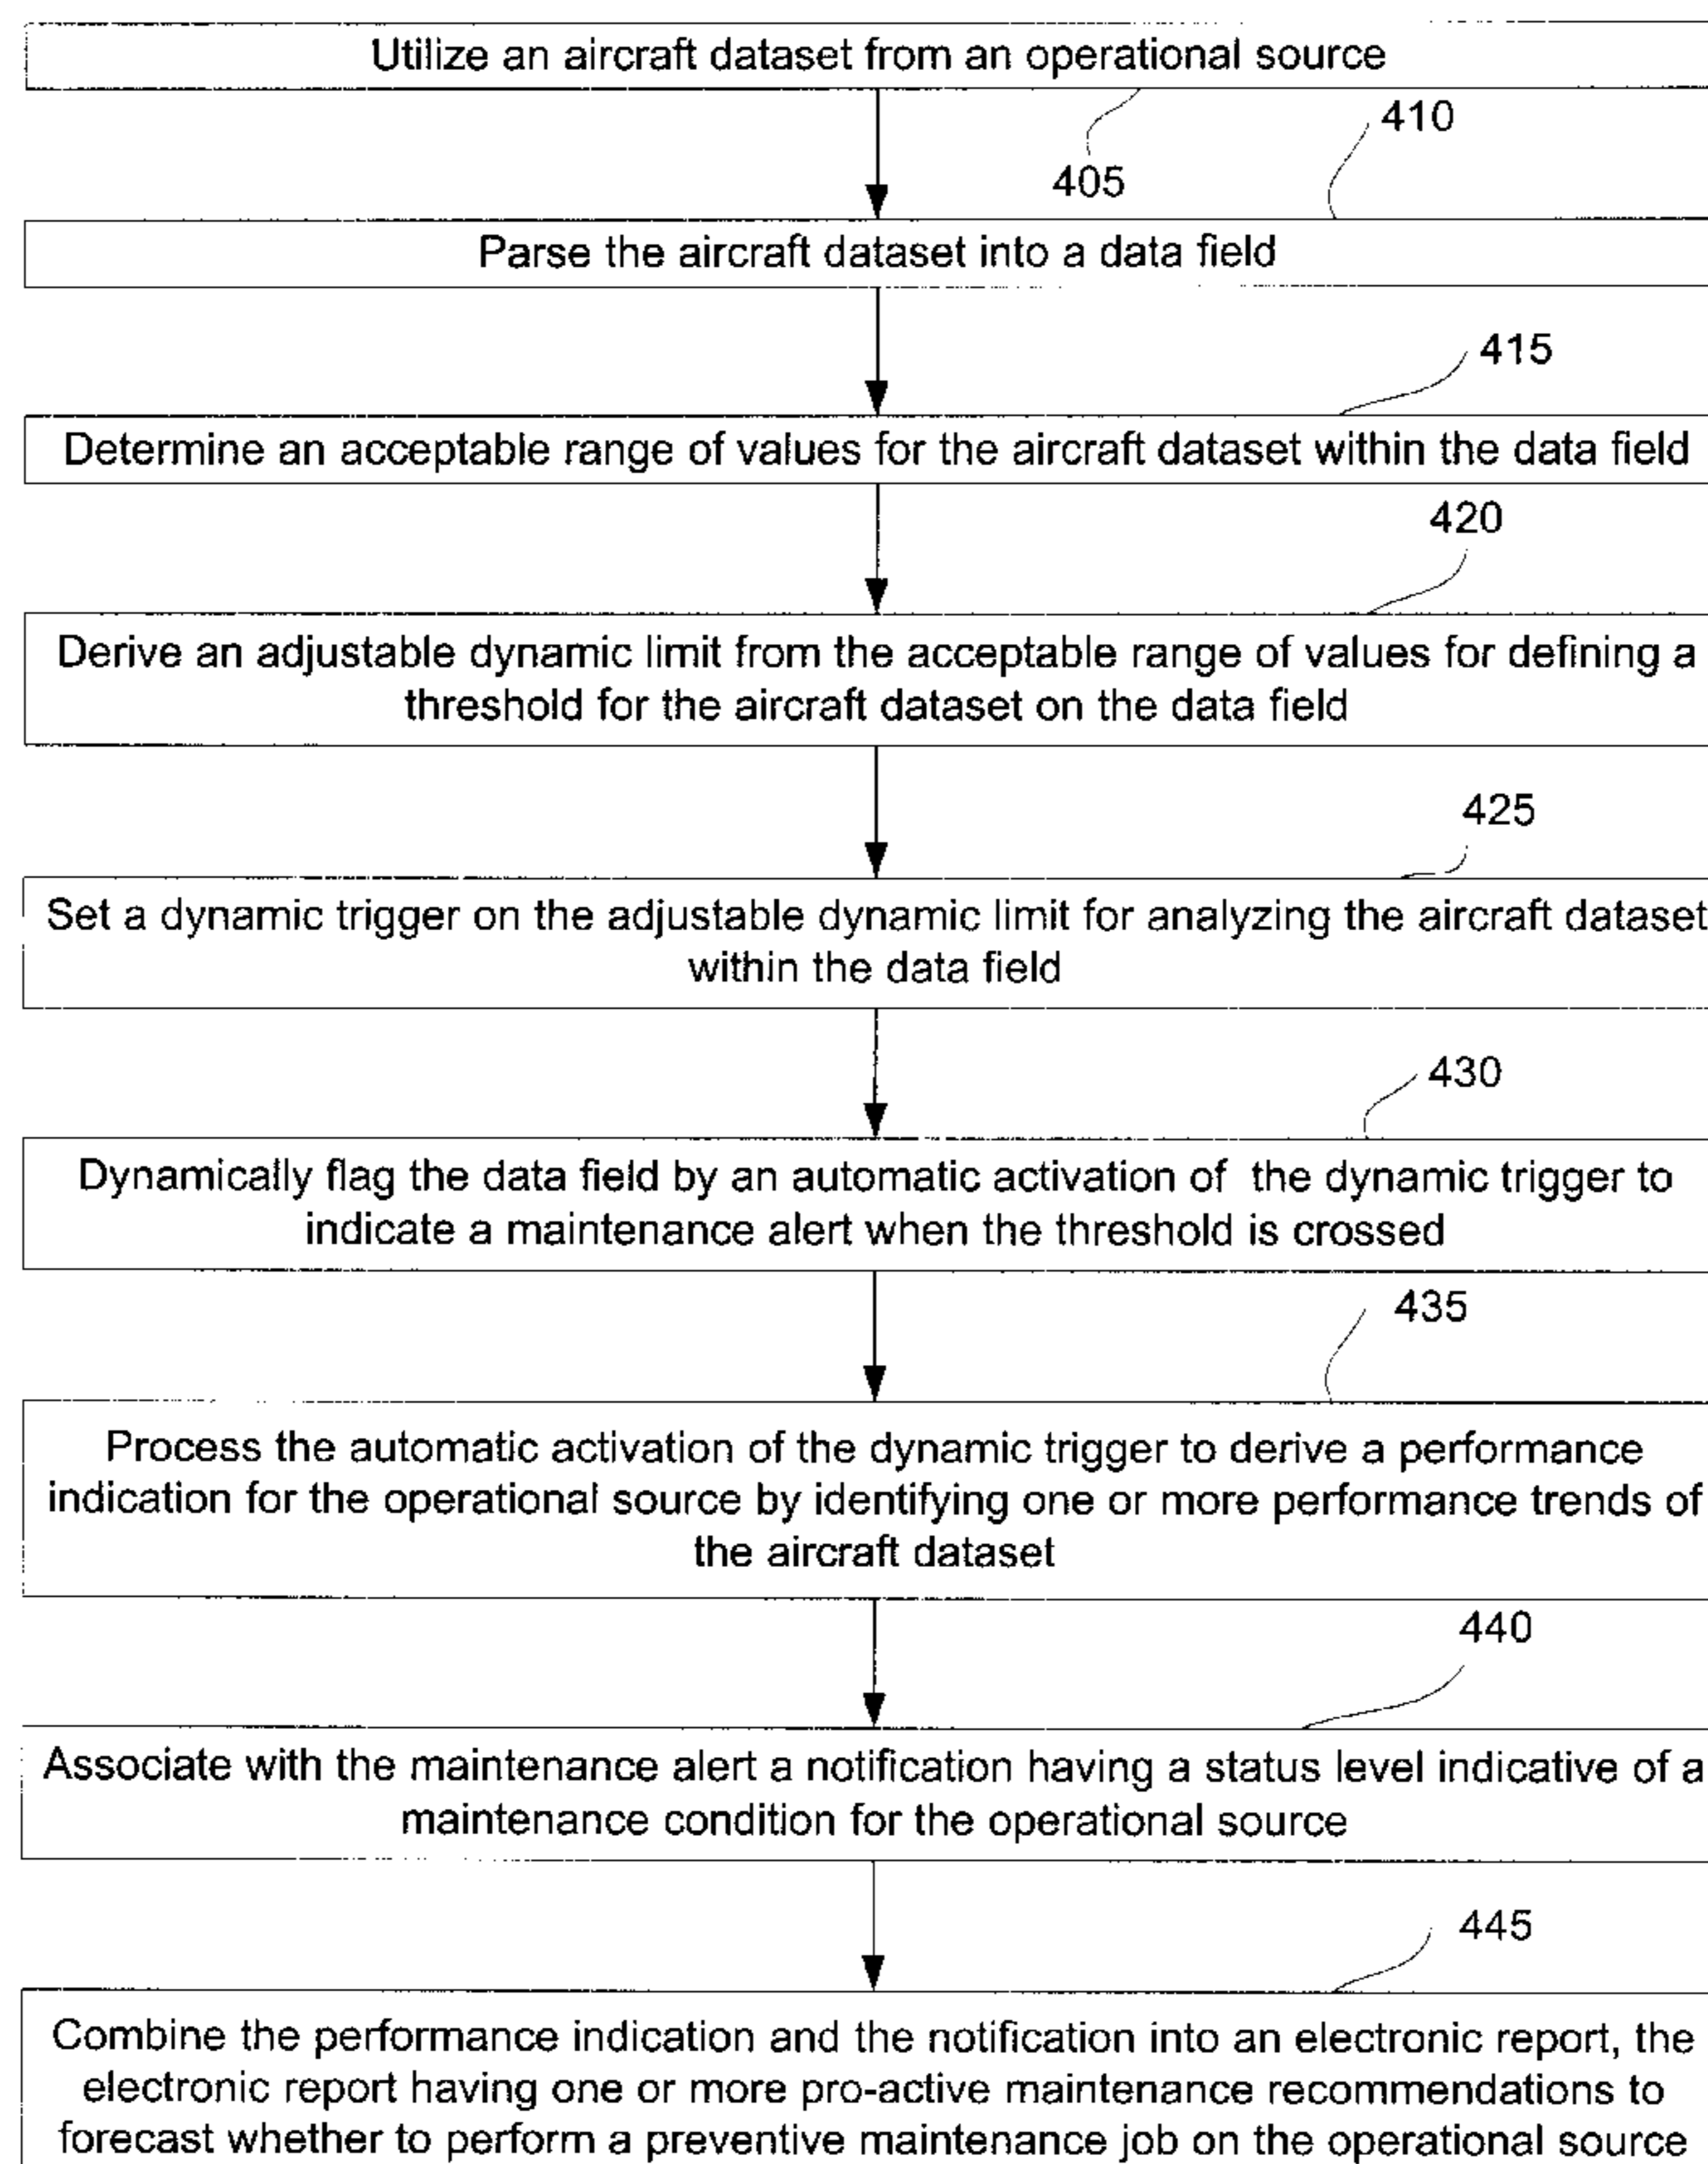 Utilize an aircraft dataset from an operational source
405
410
Parse the aircraft dataset into a data field
415
Determine an acceptable range of values for the aircraft dataset within the data field
420
Derive an adjustable dynamic limit from the acceptable range of values for defining a
threshold for the aircraft dataset on the data field
425
Set a dynamic trigger on the adjustable dynamic limit for analyzing the aircraft dataset
within the data field
430
Dynamically flag the data field by an automatic activation of the dynamic trigger to
indicate a maintenance alert when the threshold is crossed
435
Process the automatic activation of the dynamic trigger to derive a performance
indication for the operational source by identifying one or more performance trends of
the aircraft dataset
440
Associate with the maintenance alert a notification having a status level indicative of a
maintenance condition for the operational source
445
Combine the performance indication and the notification into an electronic report, the
electronic report having one or more pro-active maintenance recommendations to
forecast whether to perform a preventive maintenance job on the operational source